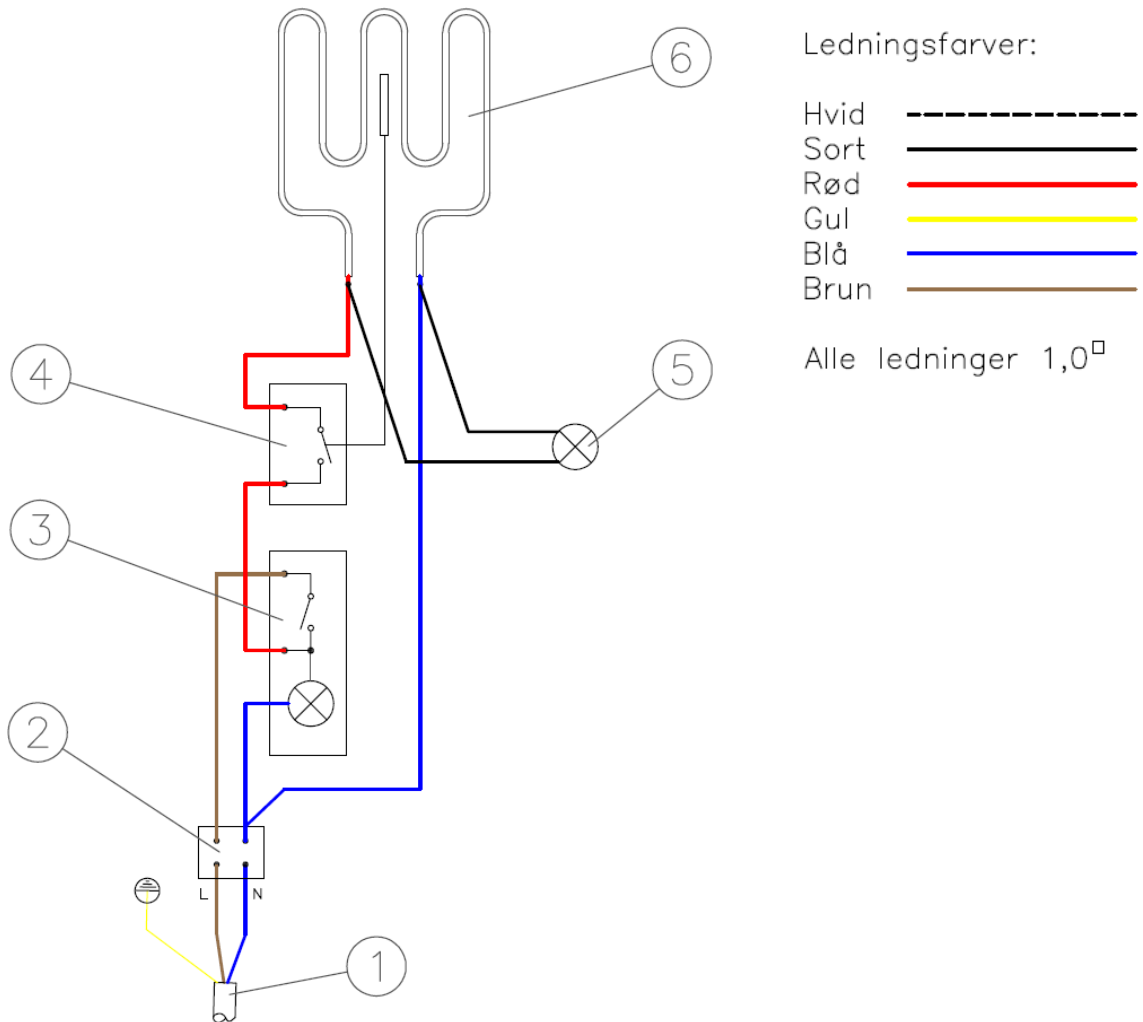 6
Ledningsfarver:
Hvid
Sort
Rød
Gul
Blå
Brun
Alle ledninger 1,0□
4
5
3
2
L N
1